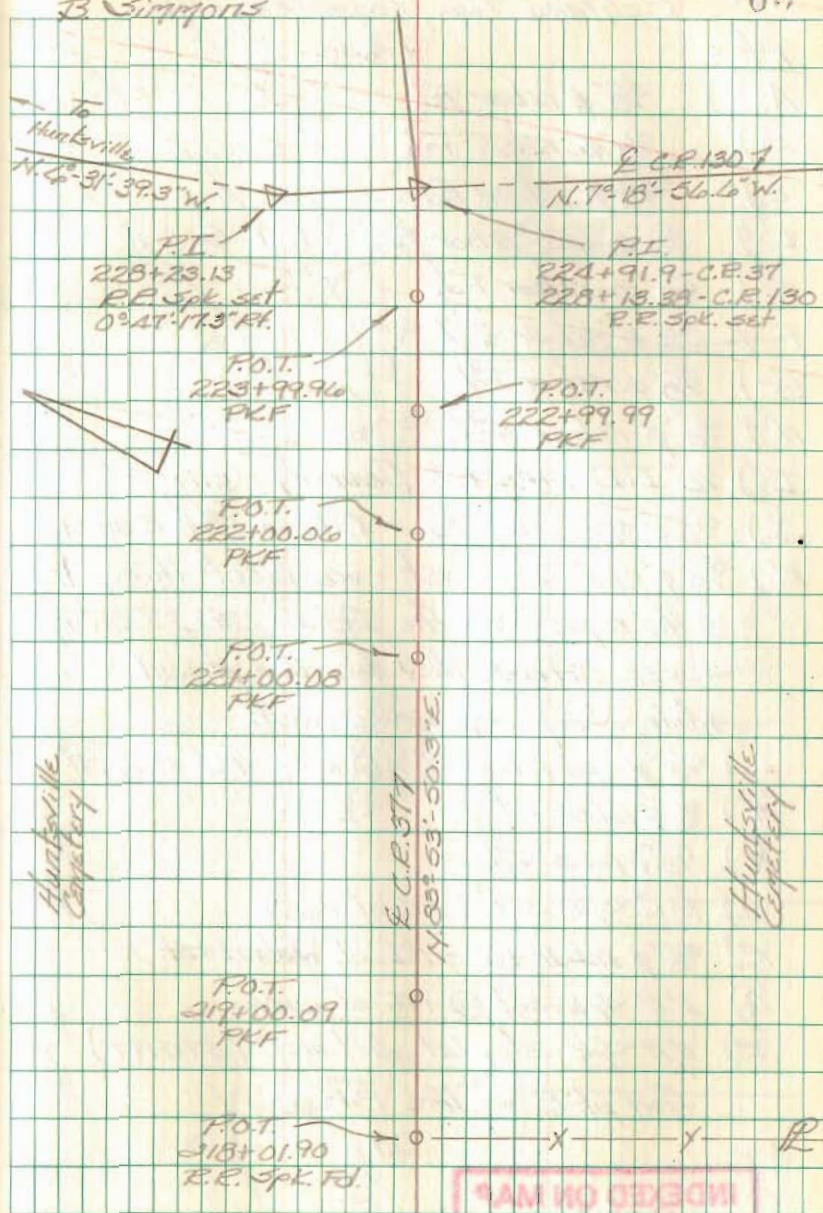 B. Simmons
To
Huntsville
N. 6°-31'-39.3" W.
℄ C.R. 130
N. 7°-18'-56.6" W.
P.I.
228+23.13
R.R. Spk. set
0°47'-17.3" Rt.
P.I.
224+91.9 - C.R. 37
228+13.38 - C.R. 130
R.R. Spk. set
P.O.T.
223+99.96
PKF
P.O.T.
222+99.99
PKF
P.O.T.
222+00.06
PKF
P.O.T.
221+00.08
PKF
Huntsville
Cemetery
℄ C.R. 37
N. 83°-53'-50.3" E.
Huntsville
Cemetery
P.O.T.
219+00.09
PKF
P.O.T.
218+01.90
R.R. Spk. Fd.
x x ⅊
INDEXED ON MAP